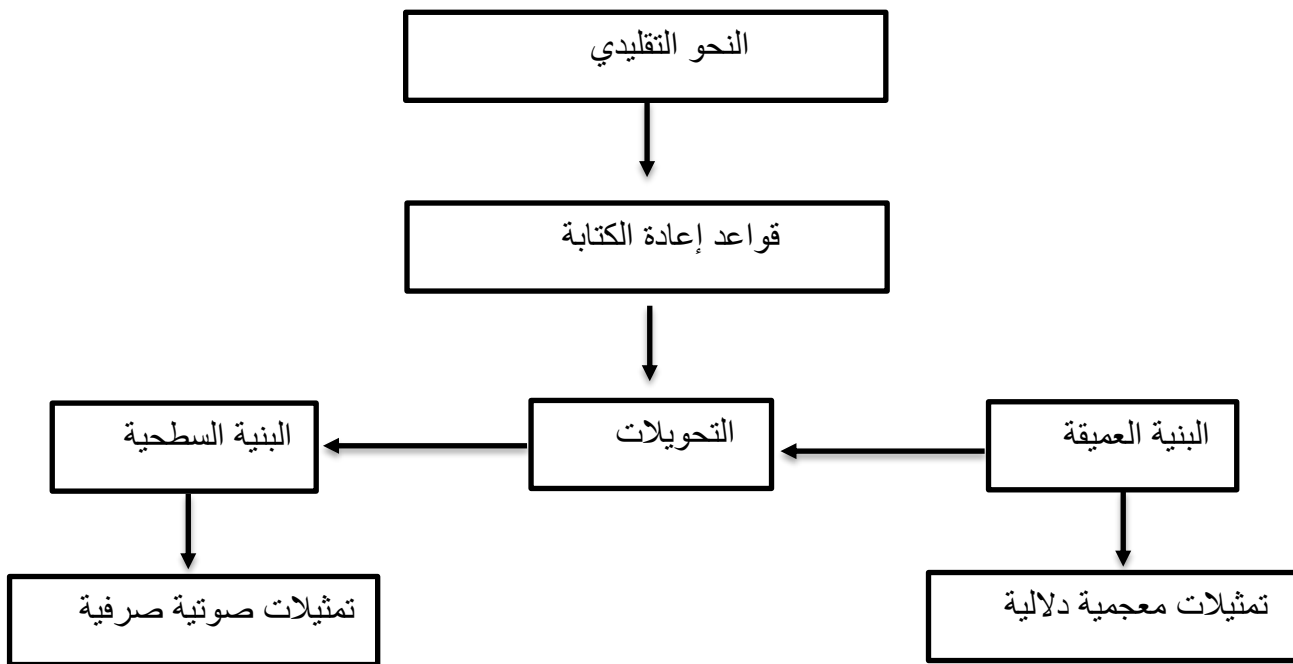 النحو التقليدي
قواعد إعادة الكتابة
البنية العميقة
التحويلات
البنية السطحية
تمثيلات معجمية دلالية
تمثيلات صوتية صرفية